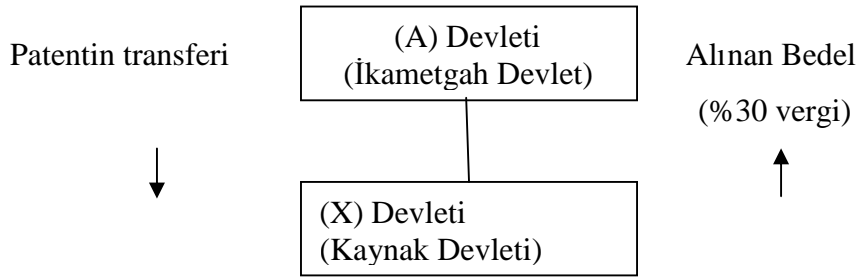 Patentin transferi
(A) Devleti
(İkametgah Devlet)
Alınan Bedel
(%30 vergi)
(X) Devleti
(Kaynak Devleti)